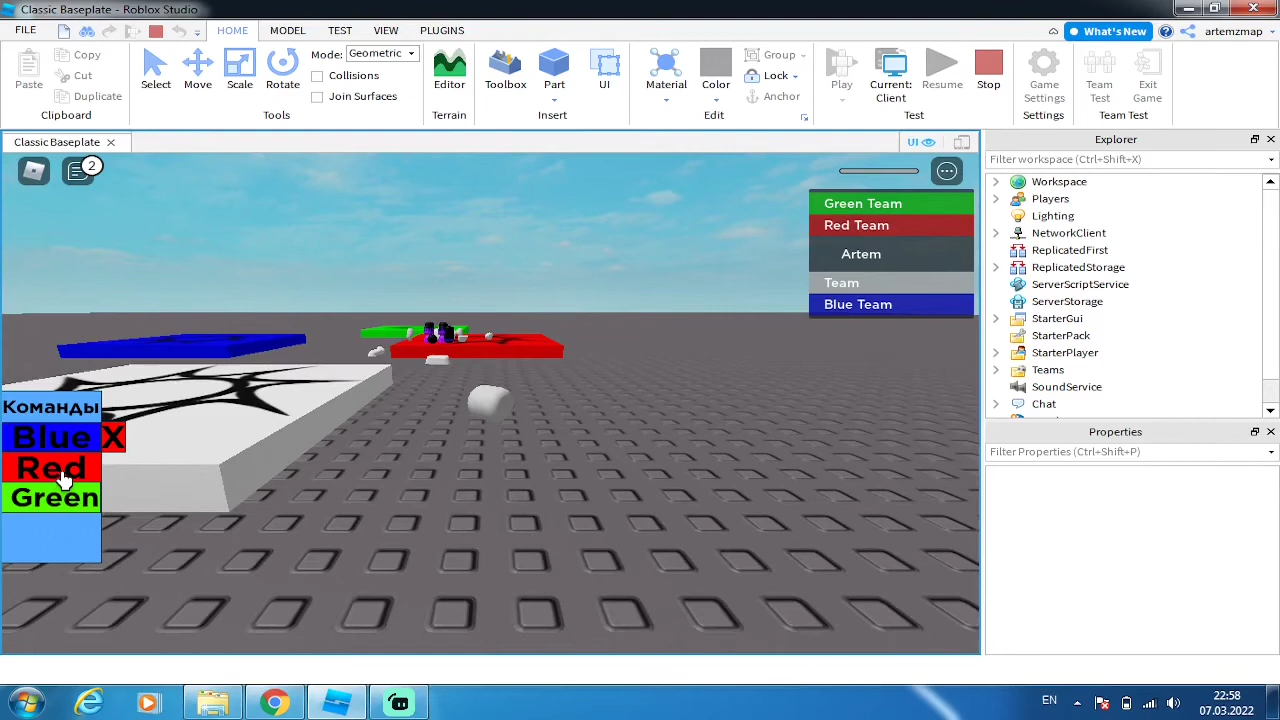 Classic Baseplate - Roblox Studio
FILE
HOME
MODEL
TEST
VIEW
PLUGINS
What's New
artemzmap
Paste
Copy
Cut
Duplicate
Clipboard
Select
Move
Scale
Rotate
Mode: Geometric
Collisions
Join Surfaces
Tools
Editor
Terrain
Toolbox
Part
UI
Insert
Material
Color
Group
Lock
Anchor
Edit
Play
Current:
Client
Resume
Stop
Test
Game
Settings
Settings
Team
Test
Exit
Game
Team Test
Classic Baseplate
UI
2
Green Team
Red Team
Artem
Team
Blue Team
Команды
Blue X
Red
Green
Explorer
Filter workspace (Ctrl+Shift+X)
Workspace
Players
Lighting
NetworkClient
ReplicatedFirst
ReplicatedStorage
ServerScriptService
ServerStorage
StarterGui
StarterPack
StarterPlayer
Teams
SoundService
Chat
Properties
Filter Properties (Ctrl+Shift+P)
EN
22:58
07.03.2022